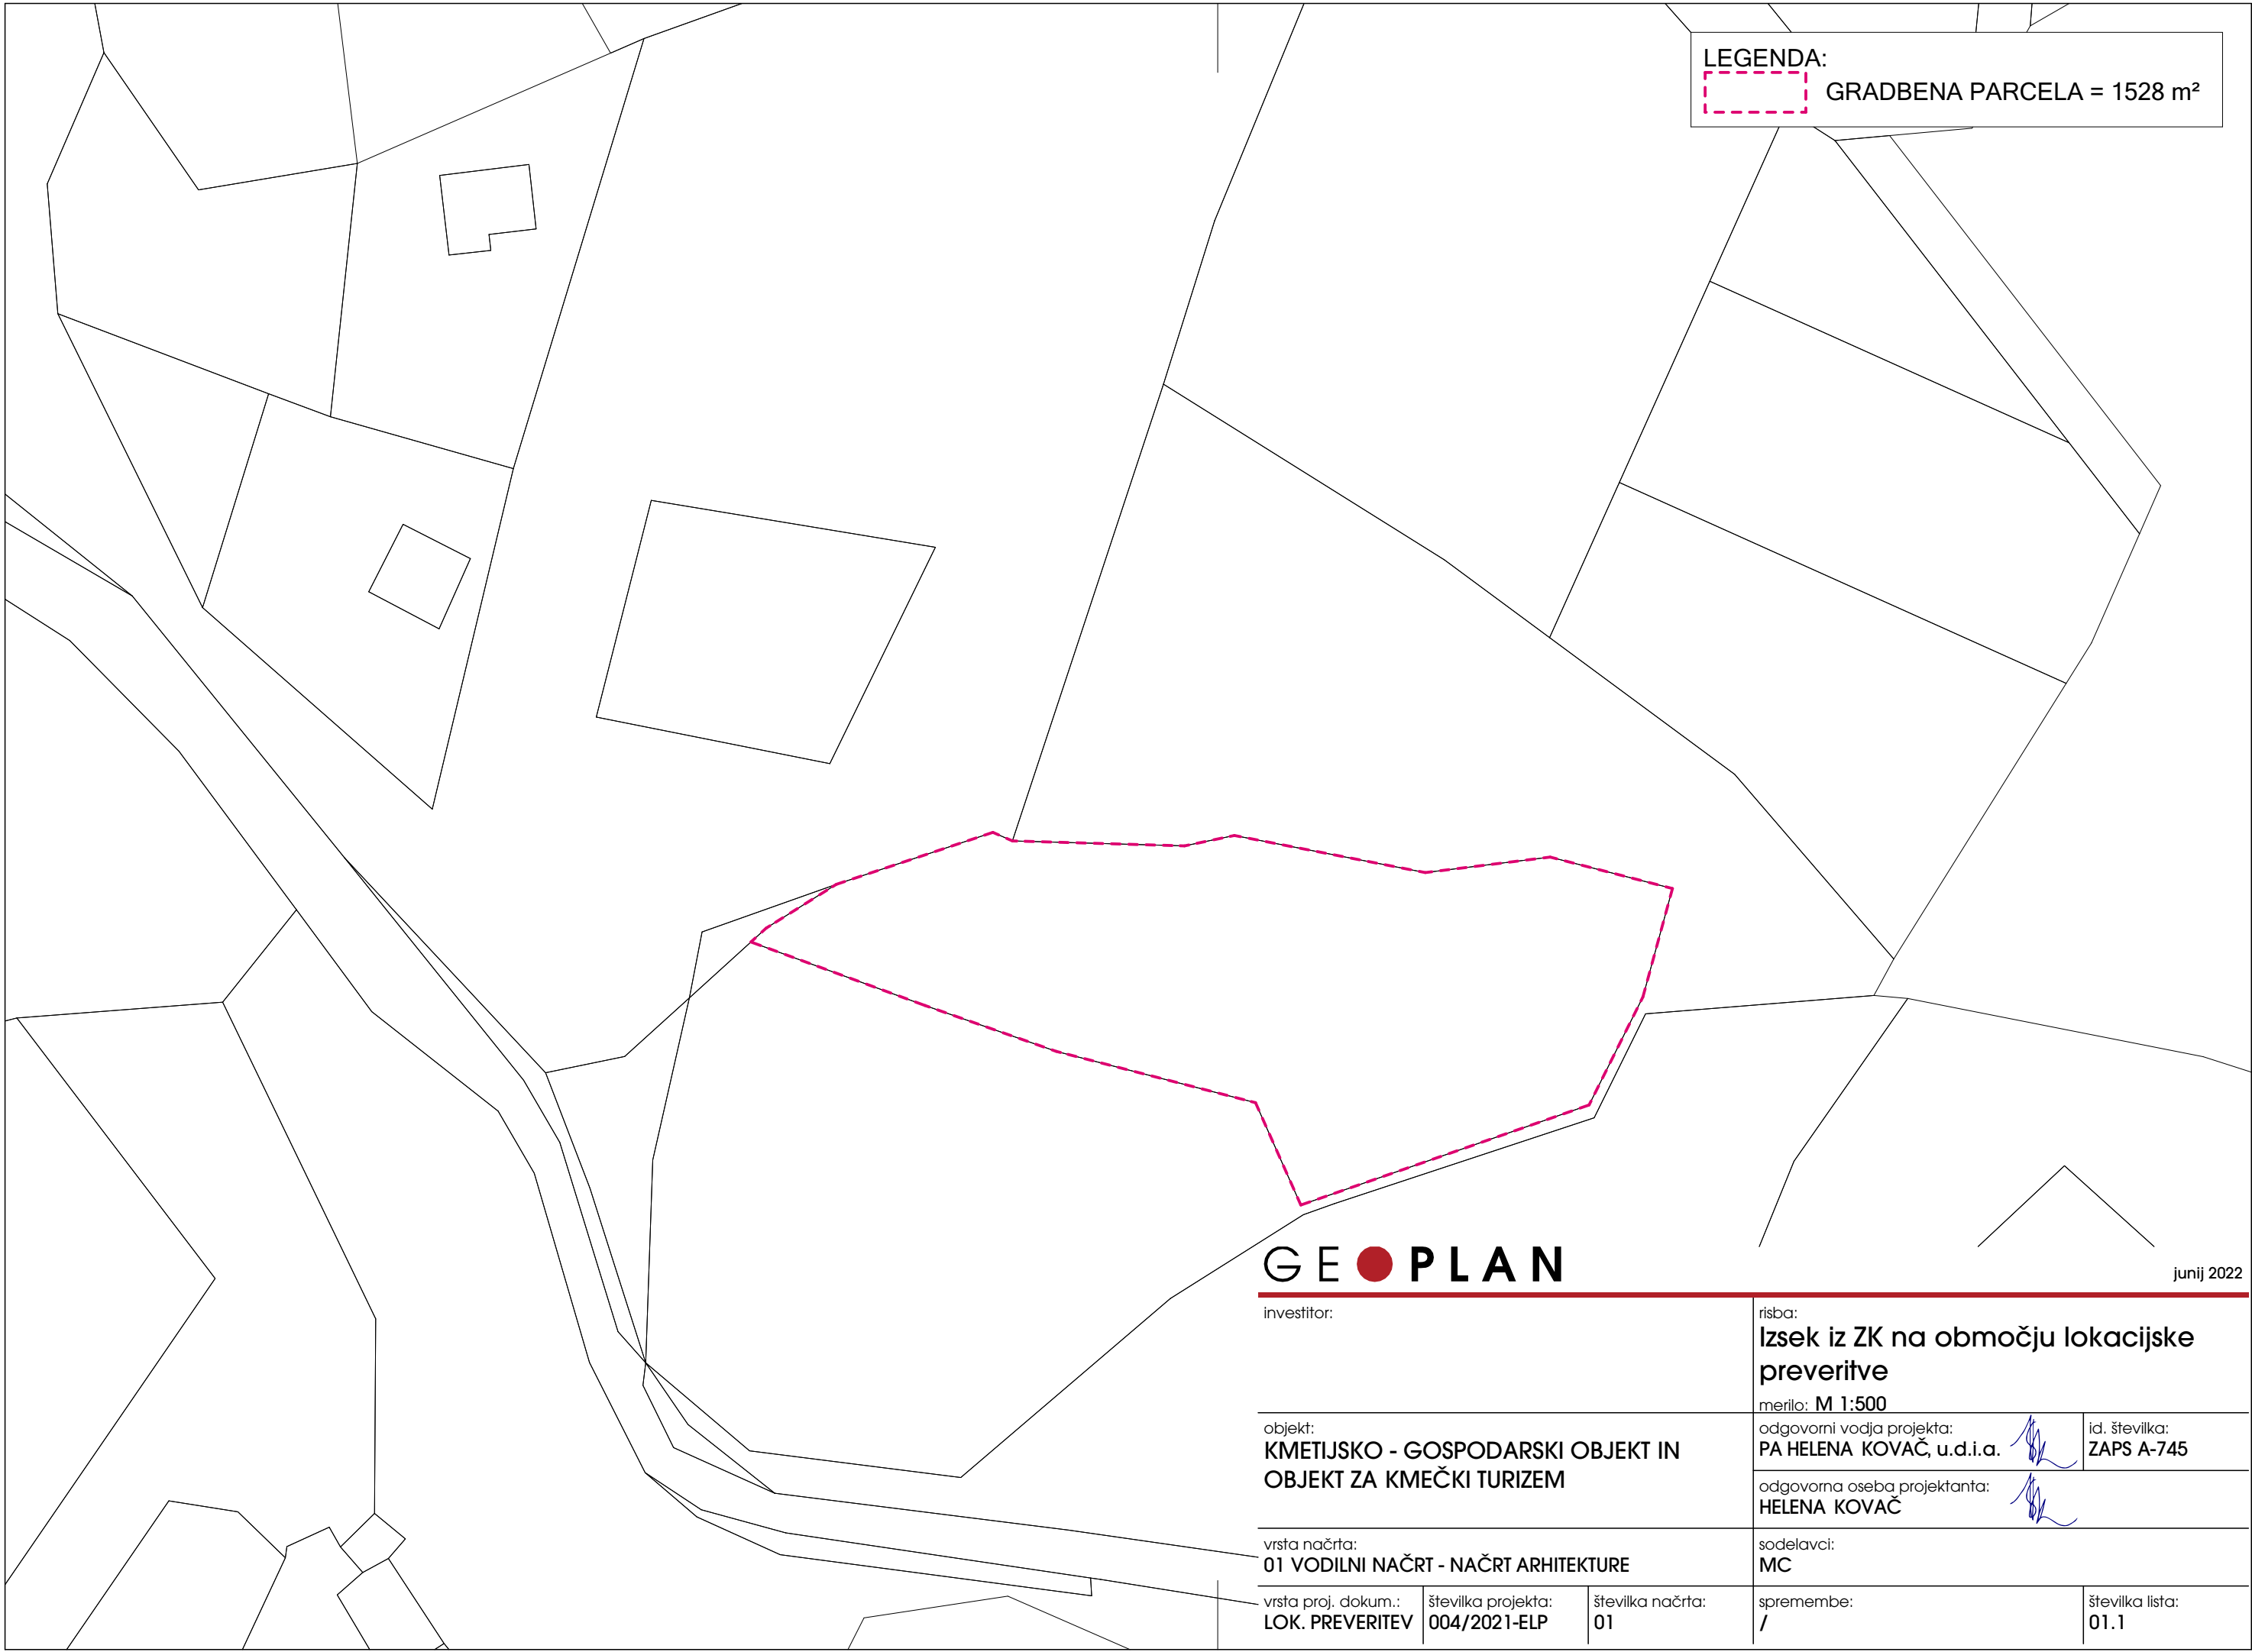 LEGENDA:
GRADBENA PARCELA = 1528 m²
GEOPLAN
junij 2022
investitor:
risba:
Izsek iz ZK na območju lokacijske
preveritve
merilo: M 1:500
objekt:
KMETIJSKO - GOSPODARSKI OBJEKT IN
OBJEKT ZA KMEČKI TURIZEM
odgovorni vodja projekta:
PA HELENA KOVAČ, u.d.i.a.
id. številka:
ZAPS A-745
odgovorna oseba projektanta:
HELENA KOVAČ
vrsta načrta:
01 VODILNI NAČRT - NAČRT ARHITEKTURE
sodelavci:
MC
vrsta proj. dokum.:
LOK. PREVERITEV
številka projekta:
004/2021-ELP
številka načrta:
01
spremembe:
/
številka lista:
01.1